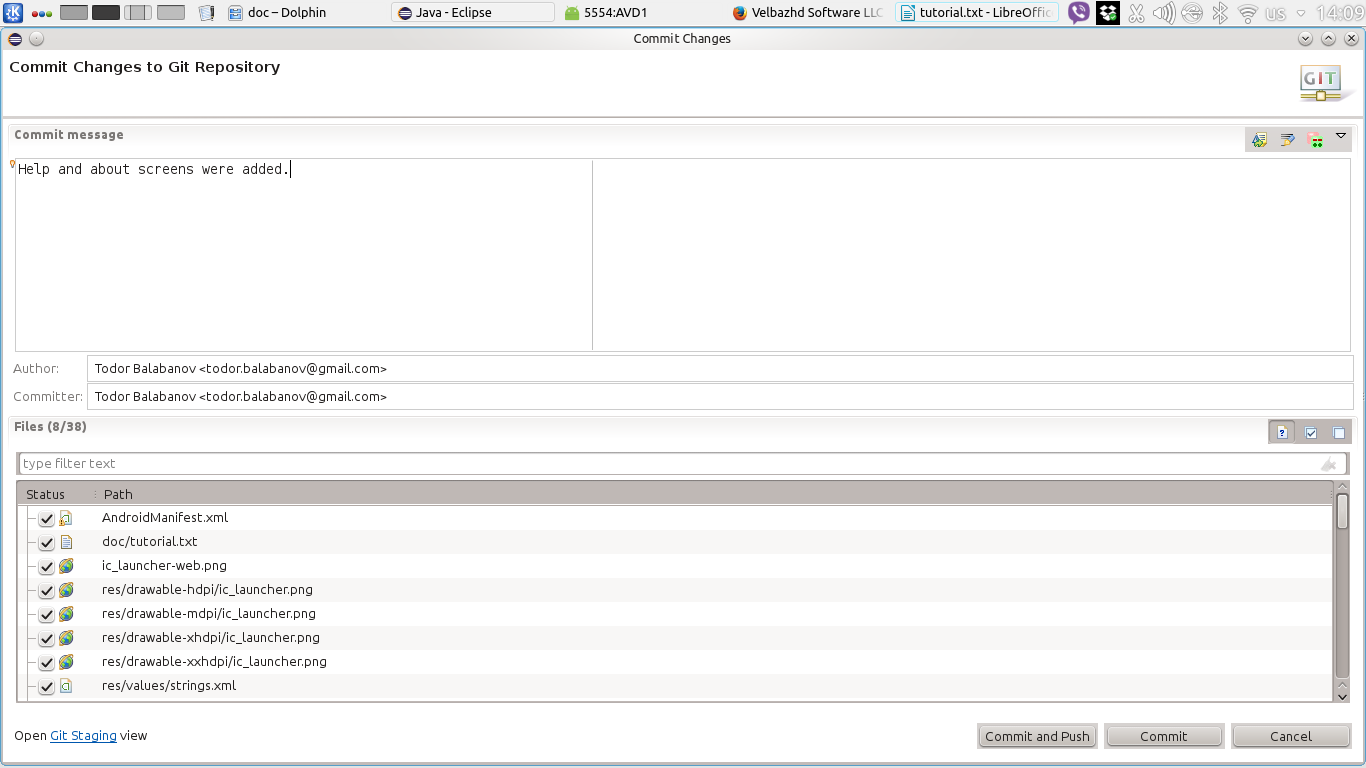 doc – Dolphin
Java - Eclipse
5554:AVD1
Velbazhd Software LLC
tutorial.txt - LibreOffic
us
14:09
Commit Changes
Commit Changes to Git Repository
GIT
Commit message
Help and about screens were added.
Author: Todor Balabanov <todor.balabanov@gmail.com>
Committer: Todor Balabanov <todor.balabanov@gmail.com>
Files (8/38)
type filter text
Status Path
AndroidManifest.xml
doc/tutorial.txt
ic_launcher-web.png
res/drawable-hdpi/ic_launcher.png
res/drawable-mdpi/ic_launcher.png
res/drawable-xhdpi/ic_launcher.png
res/drawable-xxhdpi/ic_launcher.png
res/values/strings.xml
Open Git Staging view
Commit and Push
Commit
Cancel